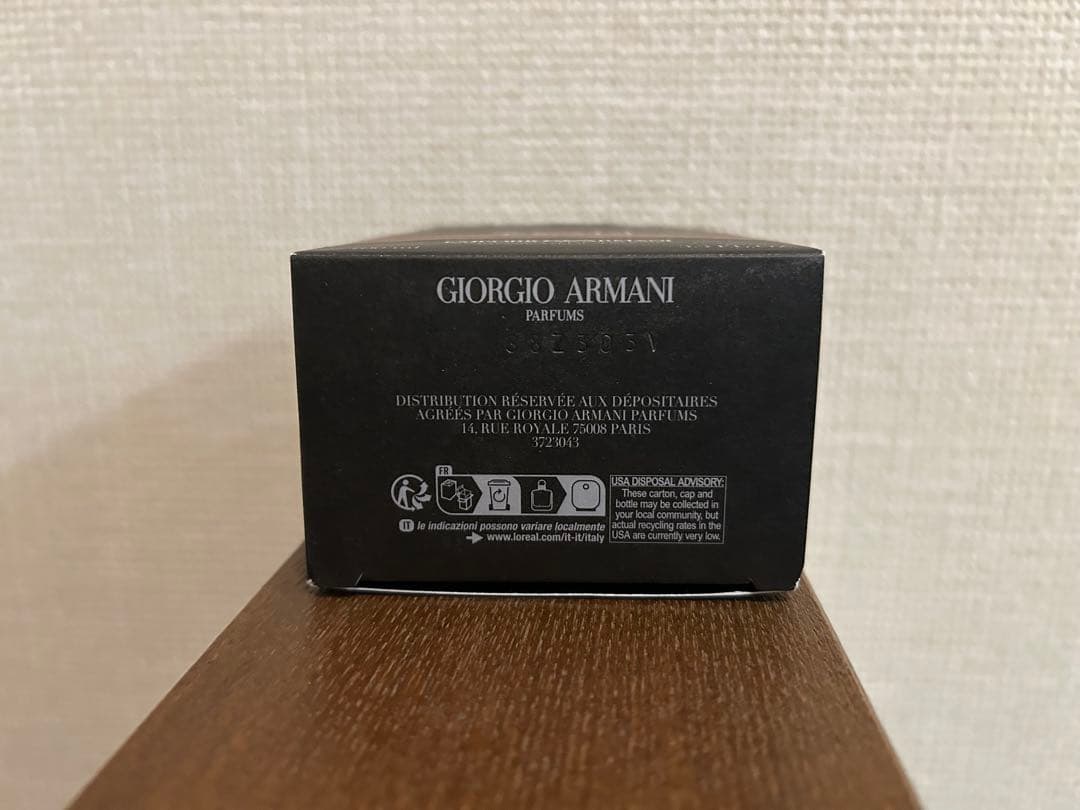 GIORGIO ARMANI
PARFUMS
DISTRIBUTION RÉSERVÉE AUX DÉPOSITAIRES
AGRÉÉS PAR GIORGIO ARMANI PARFUMS
14, RUE ROYALE 75008 PARIS
3723043
FR
IT le indicazioni possono variare localmente
www.loreal.com/it-it/italy
USA DISPOSAL ADVISORY:
These carton, cap and
bottle may be collected in
your local community, but
actual recycling rates in the
USA are currently very low.